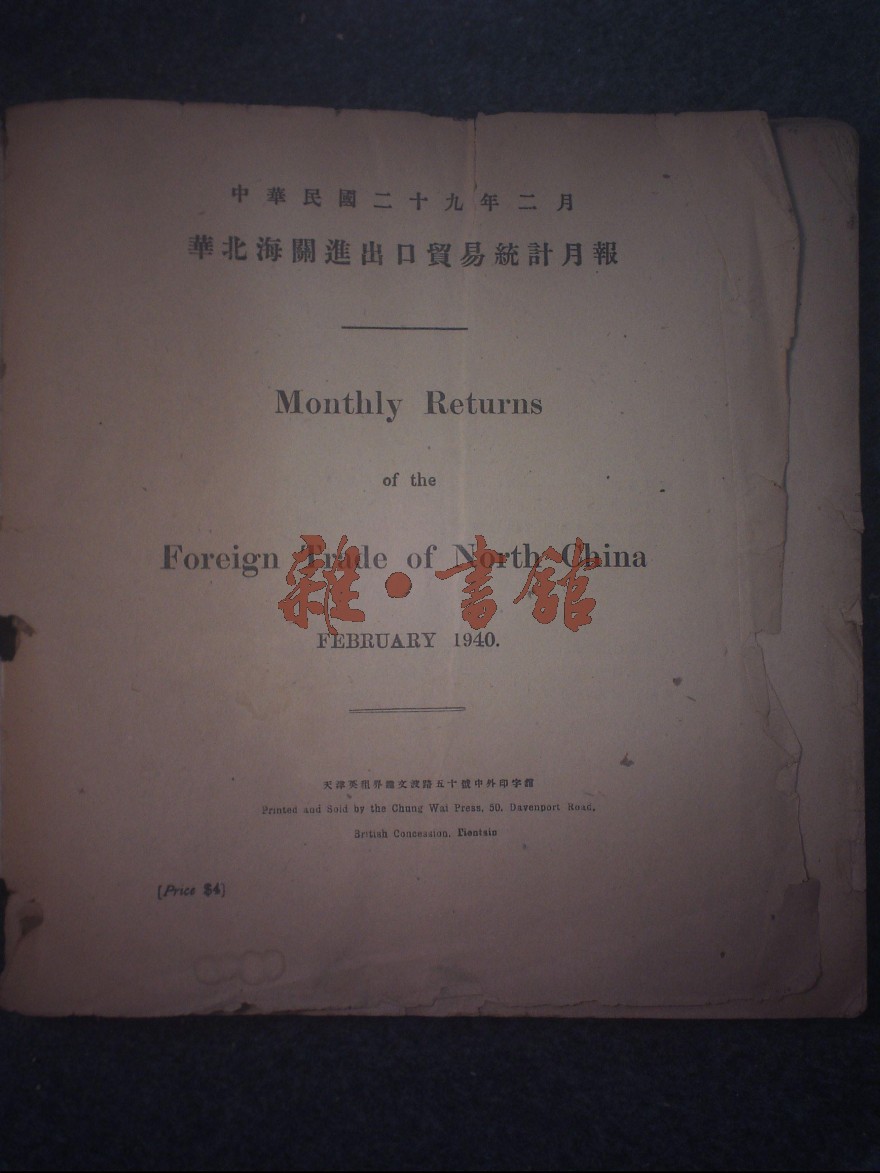 中華民國二十九年二月
華北海關進出口貿易統計月報
Monthly Returns
of the
Foreign Trade of North China
雜·書館
FEBRUARY 1940.
天津英租界達文波路五十號中外印字館
Printed and Sold by the Chung Wai Press, 50, Davenport Road,
British Concession, Tientsin
[Price $4]